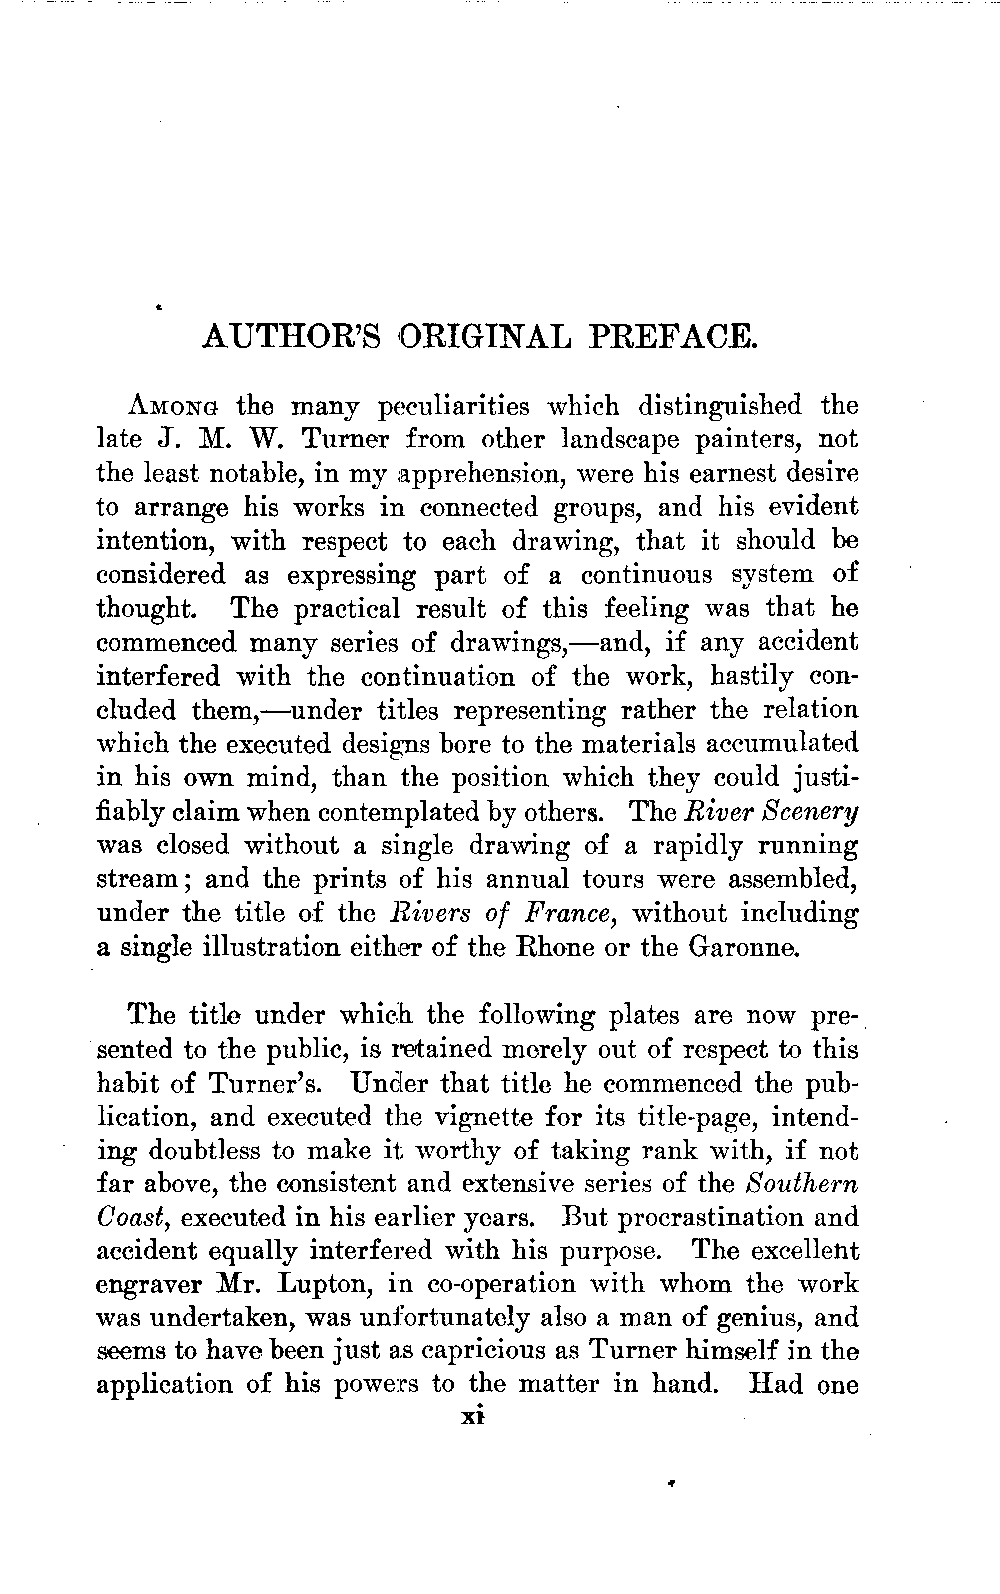 AUTHOR'S ORIGINAL PREFACE.
AMONG the many peculiarities which distinguished the
late J. M. W. Turner from other landscape painters, not
the least notable, in my apprehension, were his earnest desire
to arrange his works in connected groups, and his evident
intention, with respect to each drawing, that it should be
considered as expressing part of a continuous system of
thought. The practical result of this feeling was that he
commenced many series of drawings,—and, if any accident
interfered with the continuation of the work, hastily con-
cluded them,—under titles representing rather the relation
which the executed designs bore to the materials accumulated
in his own mind, than the position which they could justi-
fiably claim when contemplated by others. The River Scenery
was closed without a single drawing of a rapidly running
stream; and the prints of his annual tours were assembled,
under the title of the Rivers of France, without including
a single illustration either of the Rhone or the Garonne.
The title under which the following plates are now pre-
sented to the public, is retained merely out of respect to this
habit of Turner's. Under that title he commenced the pub-
lication, and executed the vignette for its title-page, intend-
ing doubtless to make it worthy of taking rank with, if not
far above, the consistent and extensive series of the Southern
Coast, executed in his earlier years. But procrastination and
accident equally interfered with his purpose. The excellent
engraver Mr. Lupton, in co-operation with whom the work
was undertaken, was unfortunately also a man of genius, and
seems to have been just as capricious as Turner himself in the
application of his powers to the matter in hand. Had one
xi